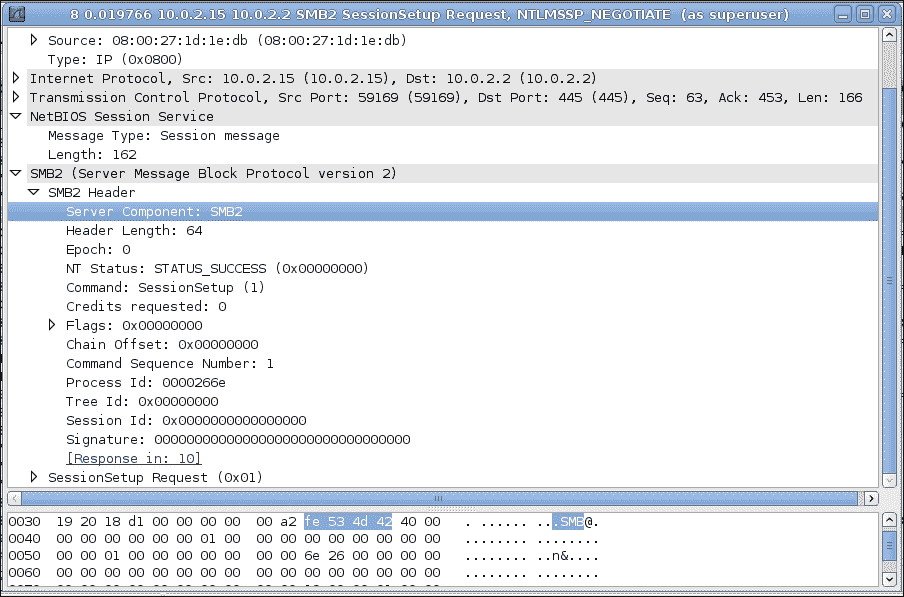 8 0.019766 10.0.2.15 10.0.2.2 SMB2 SessionSetup Request, NTLMSSP_NEGOTIATE (as superuser)
Source: 08:00:27:1d:1e:db (08:00:27:1d:1e:db)
Type: IP (0x0800)
Internet Protocol, Src: 10.0.2.15 (10.0.2.15), Dst: 10.0.2.2 (10.0.2.2)
Transmission Control Protocol, Src Port: 59169 (59169), Dst Port: 445 (445), Seq: 63, Ack: 453, Len: 166
NetBIOS Session Service
Message Type: Session message
Length: 162
SMB2 (Server Message Block Protocol version 2)
SMB2 Header
Server Component: SMB2
Header Length: 64
Epoch: 0
NT Status: STATUS_SUCCESS (0x00000000)
Command: SessionSetup (1)
Credits requested: 0
Flags: 0x00000000
Chain Offset: 0x00000000
Command Sequence Number: 1
Process Id: 0000266e
Tree Id: 0x00000000
Session Id: 0x0000000000000000
Signature: 00000000000000000000000000000000
[Response in: 10]
SessionSetup Request (0x01)
0030 19 20 18 d1 00 00 00 00 00 a2 fe 53 4d 42 40 00 . ...... ...SMB@.
0040 00 00 00 00 00 00 01 00 00 00 00 00 00 00 00 00 ........ ........
0050 00 00 01 00 00 00 00 00 00 00 6e 26 00 00 00 00 ........ ..n&....
0060 00 00 00 00 00 00 00 00 00 00 00 00 00 00 00 00 ........ ........